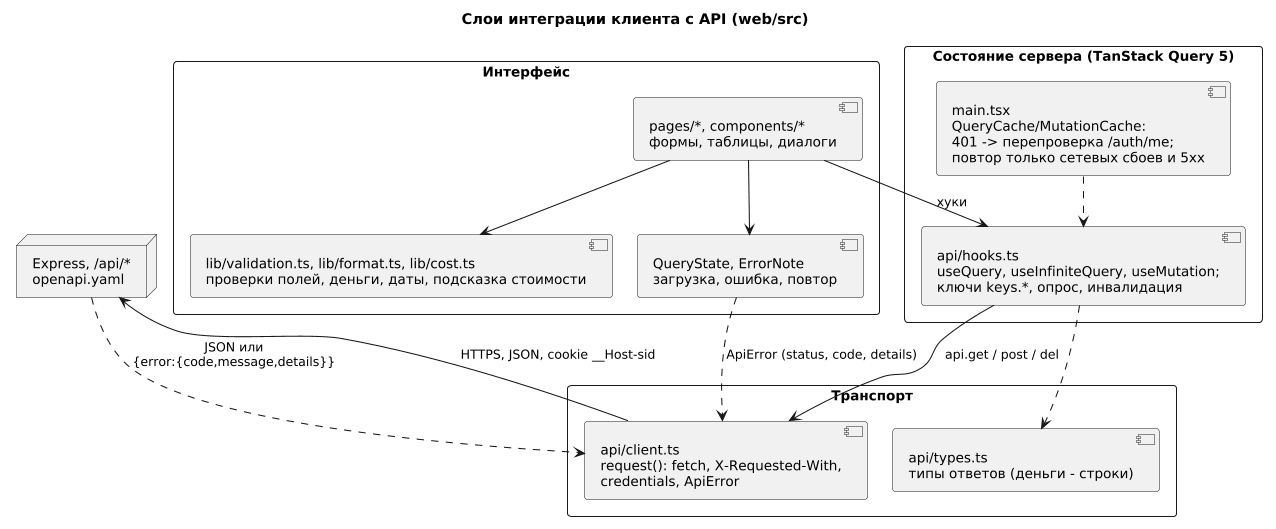 Слои интеграции клиента с API (web/src)
Интерфейс
Состояние сервера (TanStack Query 5)
pages/*, components/*
формы, таблицы, диалоги
main.tsx
QueryCache/MutationCache:
401 -> перепроверка /auth/me;
повтор только сетевых сбоев и 5xx
хуки
Express, /api/*
openapi.yaml
lib/validation.ts, lib/format.ts, lib/cost.ts
проверки полей, деньги, даты, подсказка стоимости
QueryState, ErrorNote
загрузка, ошибка, повтор
api/hooks.ts
useQuery, useInfiniteQuery, useMutation;
ключи keys.*, опрос, инвалидация
JSON или
{error:{code,message,details}}
HTTPS, JSON, cookie __Host-sid
ApiError (status, code, details)
api.get / post / del
Транспорт
api/client.ts
request(): fetch, X-Requested-With,
credentials, ApiError
api/types.ts
типы ответов (деньги - строки)